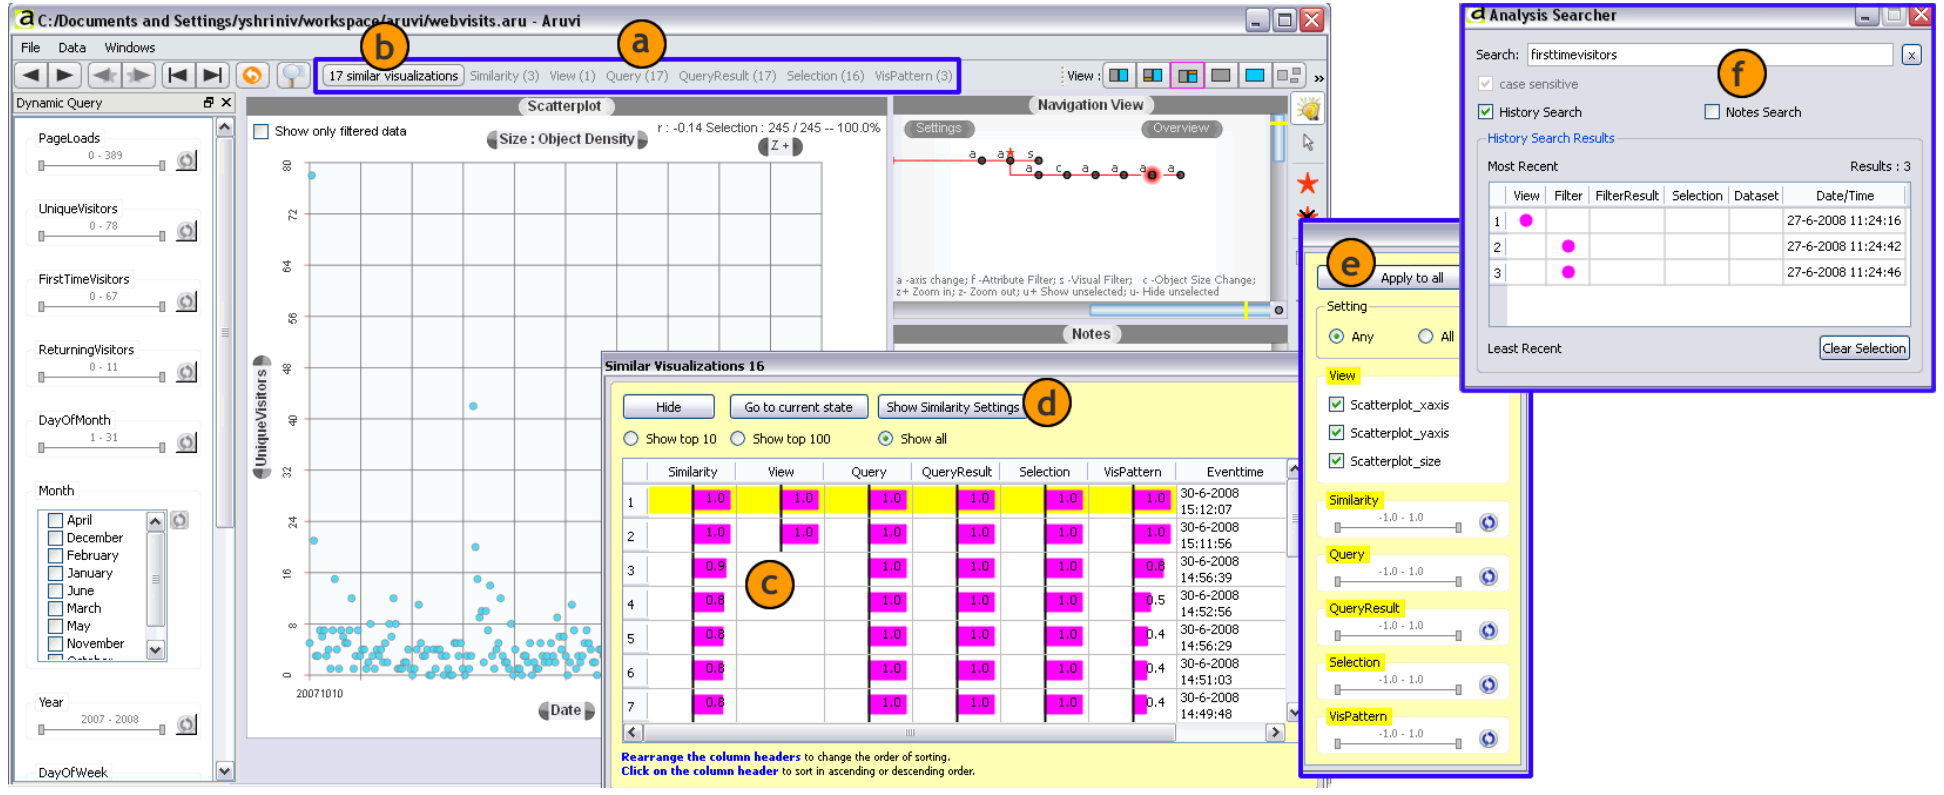 a C:/Documents and Settings/yshriniv/workspace/aruvi/webvisits.aru - Aruvi
File Data Windows
b
a
17 similar visualizations Similarity (3) View (1) Query (17) QueryResult (17) Selection (16) VisPattern (3)
View :
»
Dynamic Query
PageLoads
0 - 389
UniqueVisitors
0 - 78
FirstTimeVisitors
0 - 67
ReturningVisitors
0 - 11
DayOfMonth
1 - 31
Month
April
December
February
January
June
March
May
November
Year
2007 - 2008
DayOfWeek
Scatterplot
Show only filtered data
Size : Object Density
r : -0.14 Selection : 245 / 245 -- 100.0%
Z +
80
72
64
56
48
40
32
24
16
8
0
UniqueVisitors
20071010
Date
Navigation View
Settings
Overview
a a s
a c a a a a
a -axis change; f -Attribute Filter; s -Visual Filter; c -Object Size Change;
z+ Zoom in; z- Zoom out; u+ Show unselected; u- Hide unselected
Notes
Similar Visualizations 16
Hide
Go to current state
Show Similarity Settings
d
Show top 10
Show top 100
Show all
Similarity View Query QueryResult Selection VisPattern Eventtime
1 1.0 1.0 1.0 1.0 1.0 1.0 30-6-2008
15:12:07
2 1.0 1.0 1.0 1.0 1.0 1.0 30-6-2008
15:11:56
3 0.9 1.0 1.0 1.0 0.8 30-6-2008
14:56:39
c
4 0.8 1.0 1.0 1.0 0.5 30-6-2008
14:52:56
5 0.8 1.0 1.0 1.0 0.4 30-6-2008
14:56:29
6 0.8 1.0 1.0 1.0 0.4 30-6-2008
14:51:03
7 0.8 1.0 1.0 1.0 0.4 30-6-2008
14:49:48
Rearrange the column headers to change the order of sorting.
Click on the column header to sort in ascending or descending order.
e
Apply to all
Setting
Any
All
View
Scatterplot_xaxis
Scatterplot_yaxis
Scatterplot_size
Similarity
-1.0 - 1.0
Query
-1.0 - 1.0
QueryResult
-1.0 - 1.0
Selection
-1.0 - 1.0
VisPattern
-1.0 - 1.0
a Analysis Searcher
Search: firsttimevisitors
x
f
case sensitive
History Search
Notes Search
History Search Results
Most Recent
Results : 3
View Filter FilterResult Selection Dataset Date/Time
1 27-6-2008 11:24:16
2 27-6-2008 11:24:42
3 27-6-2008 11:24:46
Least Recent
Clear Selection